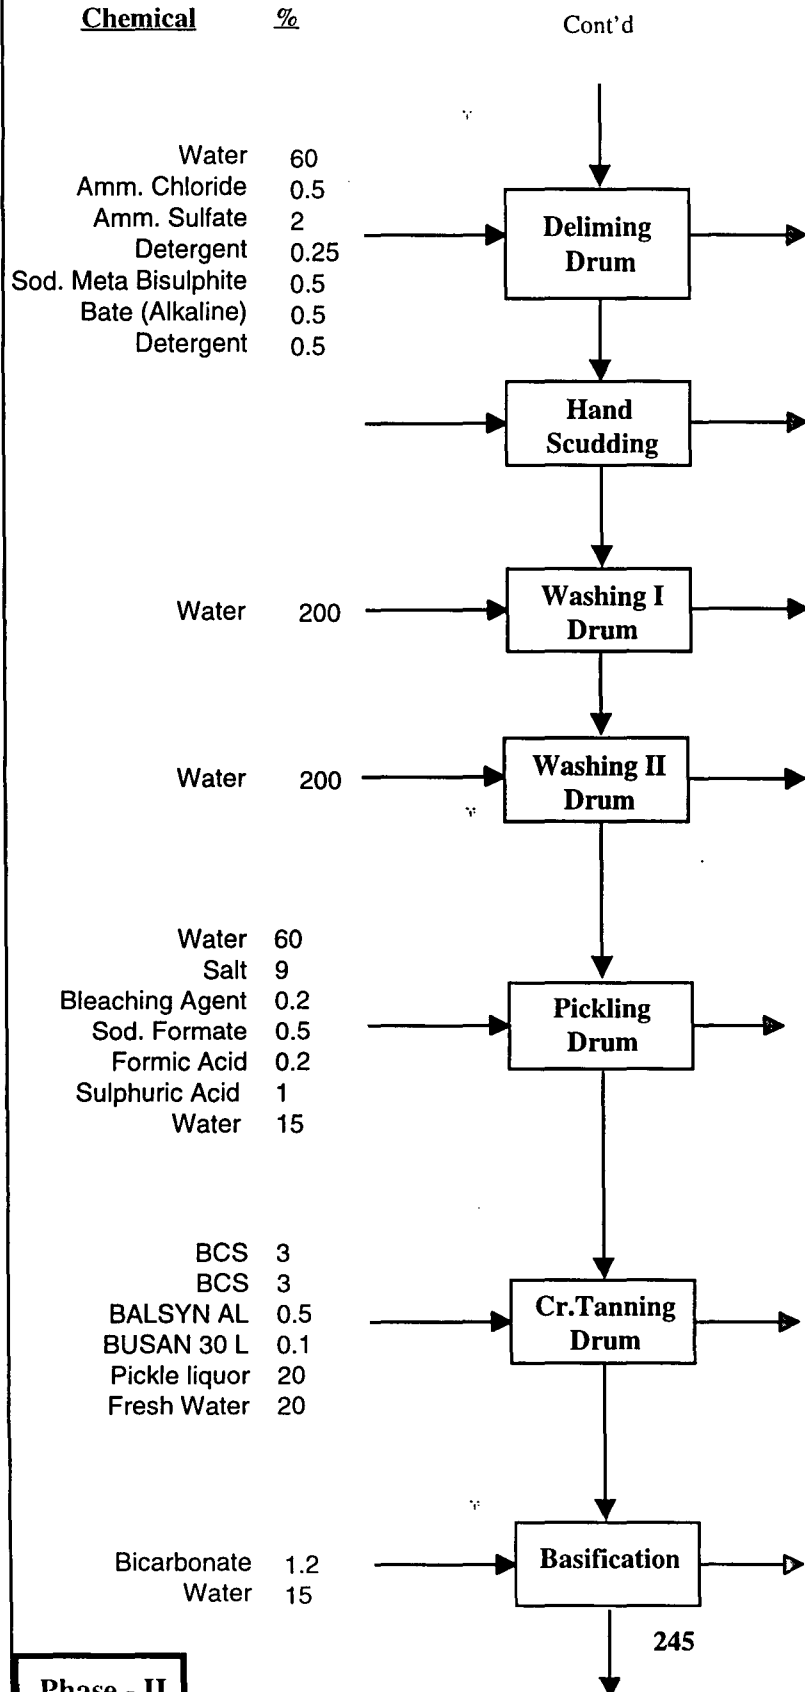 Chemical %
Cont'd
Water 60
Amm. Chloride 0.5
Amm. Sulfate 2
Detergent 0.25
Sod. Meta Bisulphite 0.5
Bate (Alkaline) 0.5
Detergent 0.5
Deliming
Drum
Hand
Scudding
Water 200
Washing I
Drum
Water 200
Washing II
Drum
Water 60
Salt 9
Bleaching Agent 0.2
Sod. Formate 0.5
Formic Acid 0.2
Sulphuric Acid 1
Water 15
Pickling
Drum
BCS 3
BCS 3
BALSYN AL 0.5
BUSAN 30 L 0.1
Pickle liquor 20
Fresh Water 20
Cr.Tanning
Drum
Bicarbonate 1.2
Water 15
Basification
245
Phase - II